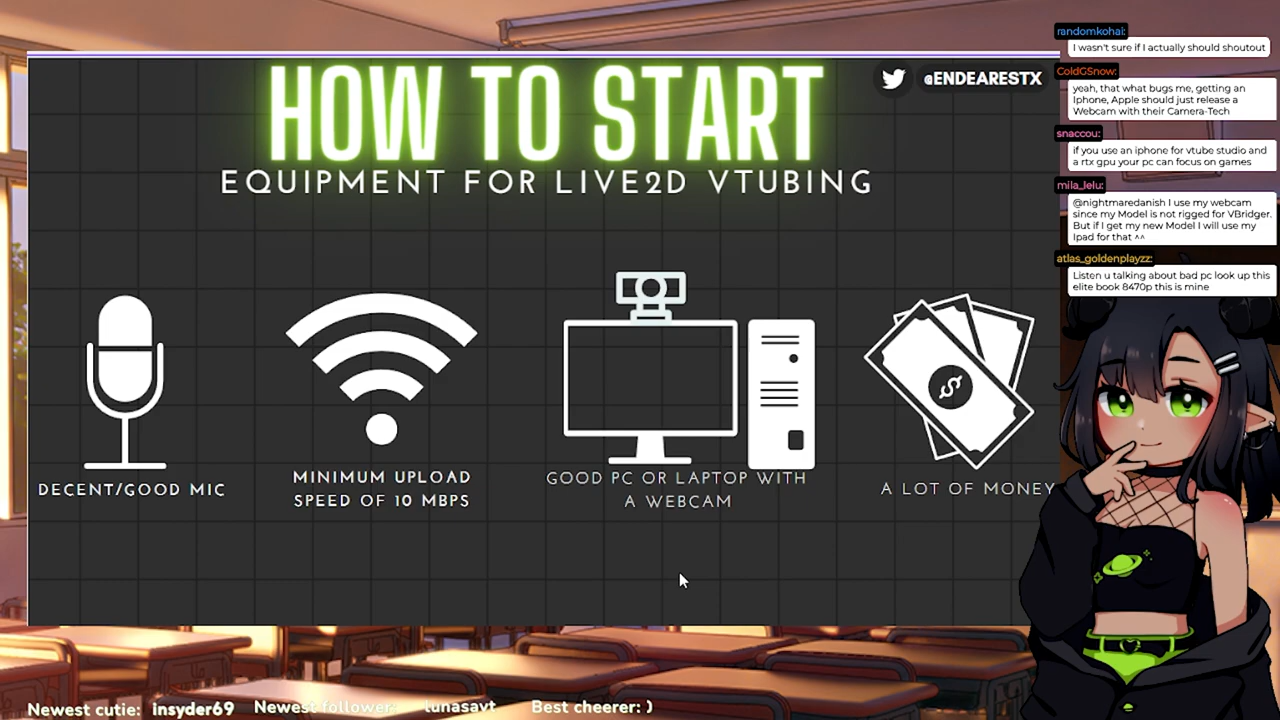 HOW TO START
@ENDEARESTX
EQUIPMENT FOR LIVE2D VTUBING
DECENT/GOOD MIC
MINIMUM UPLOAD
SPEED OF 10 MBPS
GOOD PC OR LAPTOP WITH
A WEBCAM
A LOT OF MONEY
randomkohai:
I wasn't sure if I actually should shoutout
ColdGSnow:
yeah, that what bugs me, getting an
Iphone, Apple should just release a
Webcam with their Camera-Tech
snaccou:
if you use an iphone for vtube studio and
a rtx gpu your pc can focus on games
mila_lelu:
@nightmaredanish I use my webcam
since my Model is not rigged for VBridger.
But if I get my new Model I will use my
Ipad for that ^^
atlas_goldenplayzz:
Listen u talking about bad pc look up this
elite book 8470p this is mine
Newest cutie: insyder69 Newest follower: lunasayt Best cheerer: )